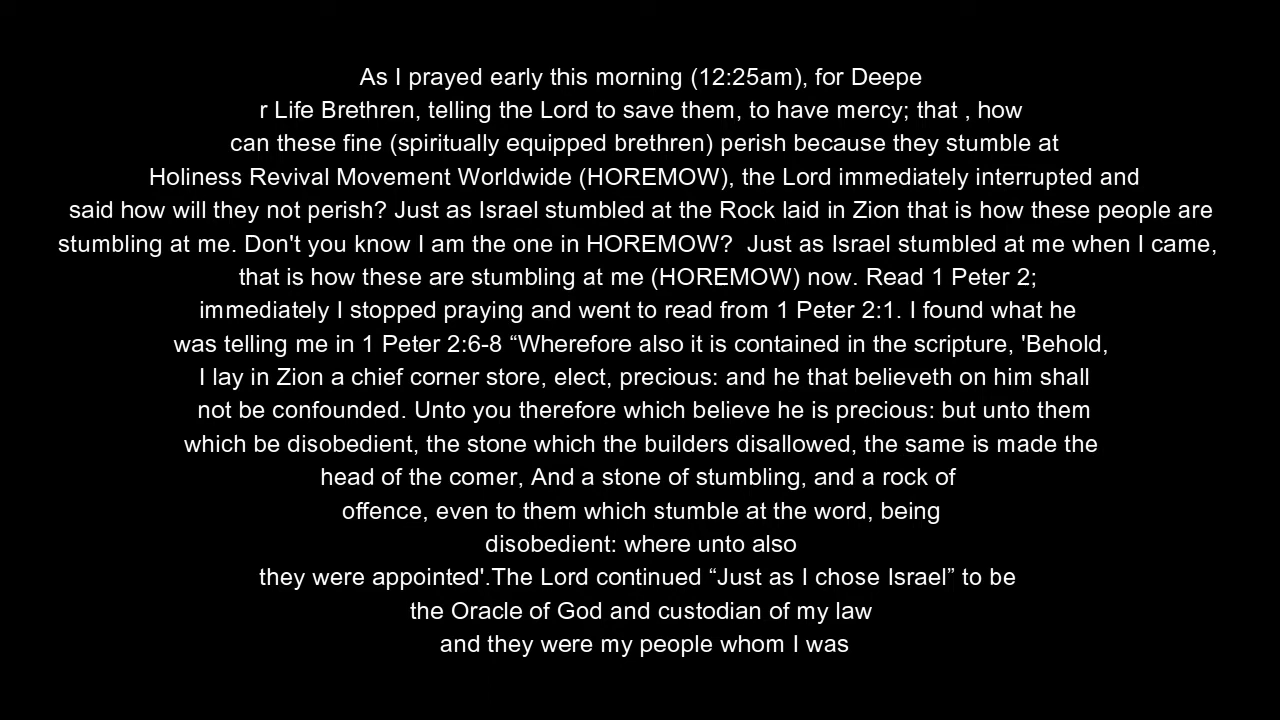 As I prayed early this morning (12:25am), for Deepe
r Life Brethren, telling the Lord to save them, to have mercy; that , how
can these fine (spiritually equipped brethren) perish because they stumble at
Holiness Revival Movement Worldwide (HOREMOW), the Lord immediately interrupted and
said how will they not perish? Just as Israel stumbled at the Rock laid in Zion that is how these people are
stumbling at me. Don't you know I am the one in HOREMOW?  Just as Israel stumbled at me when I came,
that is how these are stumbling at me (HOREMOW) now. Read 1 Peter 2;
immediately I stopped praying and went to read from 1 Peter 2:1. I found what he
was telling me in 1 Peter 2:6-8 “Wherefore also it is contained in the scripture, 'Behold,
I lay in Zion a chief corner store, elect, precious: and he that believeth on him shall
not be confounded. Unto you therefore which believe he is precious: but unto them
which be disobedient, the stone which the builders disallowed, the same is made the
head of the comer, And a stone of stumbling, and a rock of
offence, even to them which stumble at the word, being
disobedient: where unto also
they were appointed'.The Lord continued “Just as I chose Israel” to be
the Oracle of God and custodian of my law
and they were my people whom I was